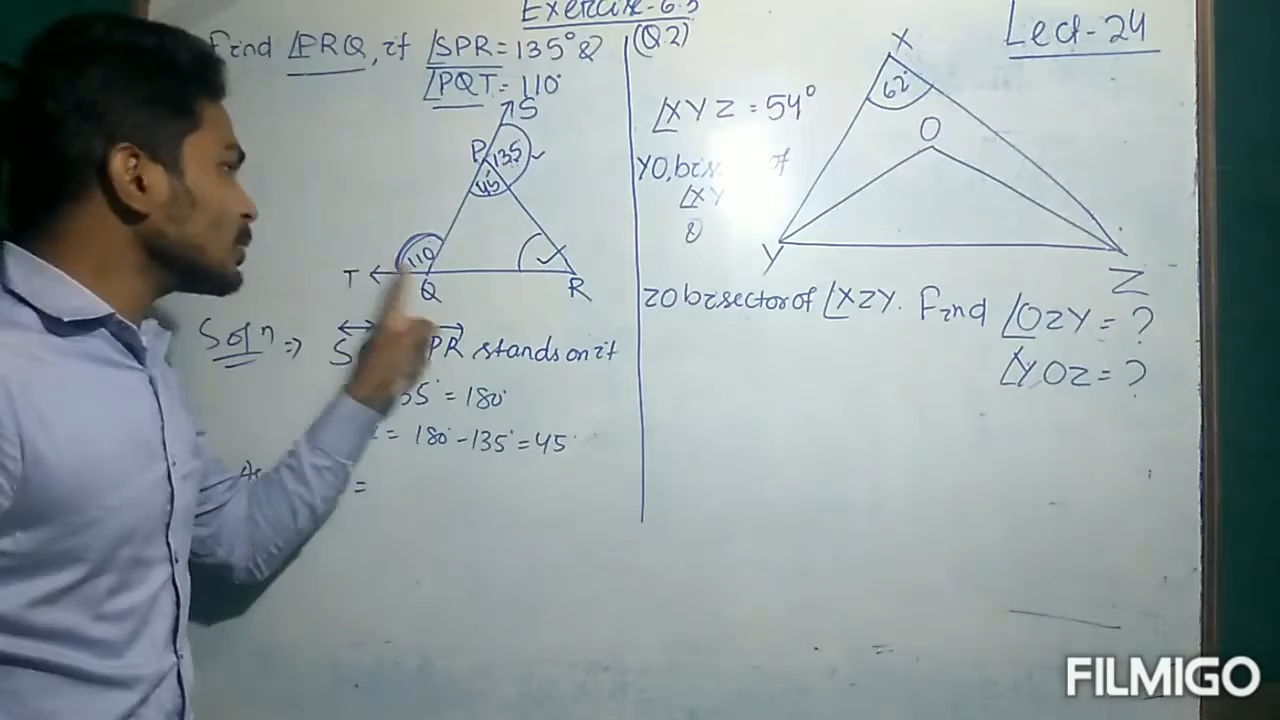 Exercise-6.3
Find ∠PRQ, if ∠SPR = 135° &
∠PQT = 110°
S
P 135
45
110
T Q R
Soln ⇒ S PR stands on it
= 180°
= 180° - 135° = 45°
=
(Q2)
Lect-24
X
62°
O
∠XYZ = 54°
YO,
∠XY
&
Y
Z
ZO bisector of ∠XZY. Find ∠OZY = ?
∠YOZ = ?
FILMIGO